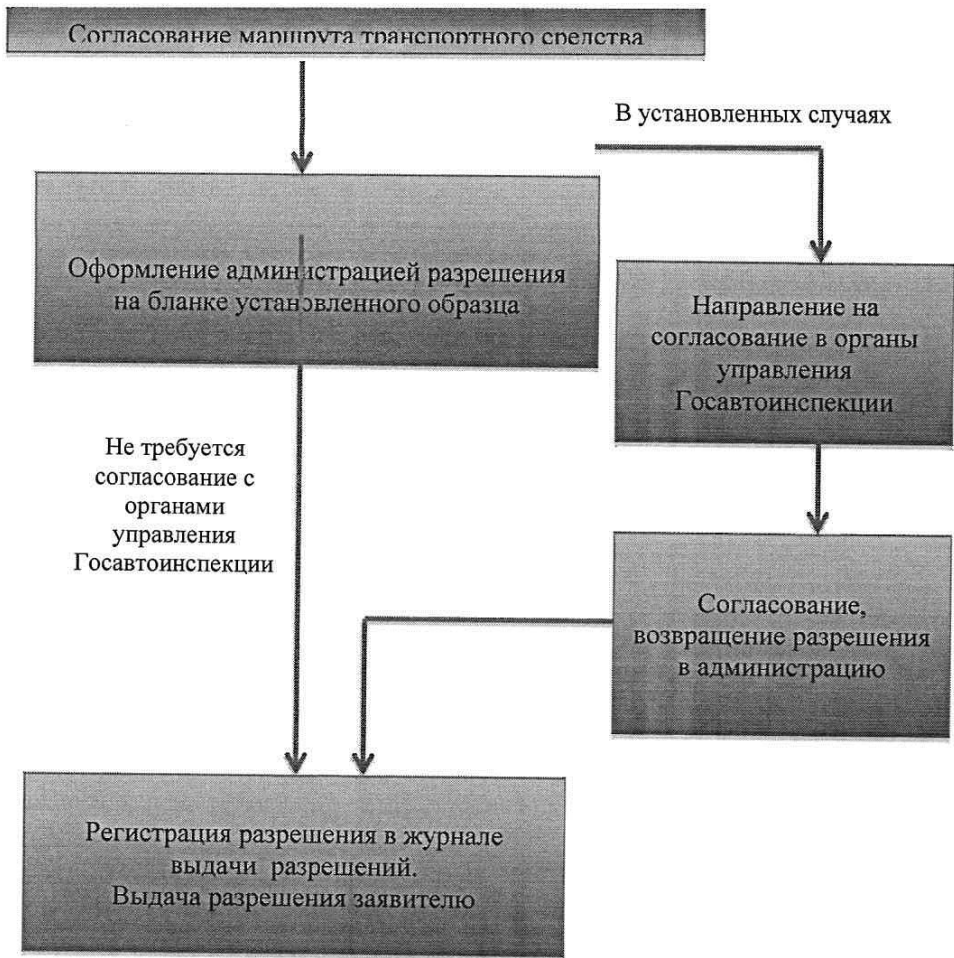 Согласование маршрута транспортного средства
В установленных случаях
Оформление администрацией разрешения
на бланке установленного образца
Направление на
согласование в органы
управления
Госавтоинспекции
Не требуется
согласование с
органами
управления
Госавтоинспекции
Согласование,
возвращение разрешения
в администрацию
Регистрация разрешения в журнале
выдачи разрешений.
Выдача разрешения заявителю